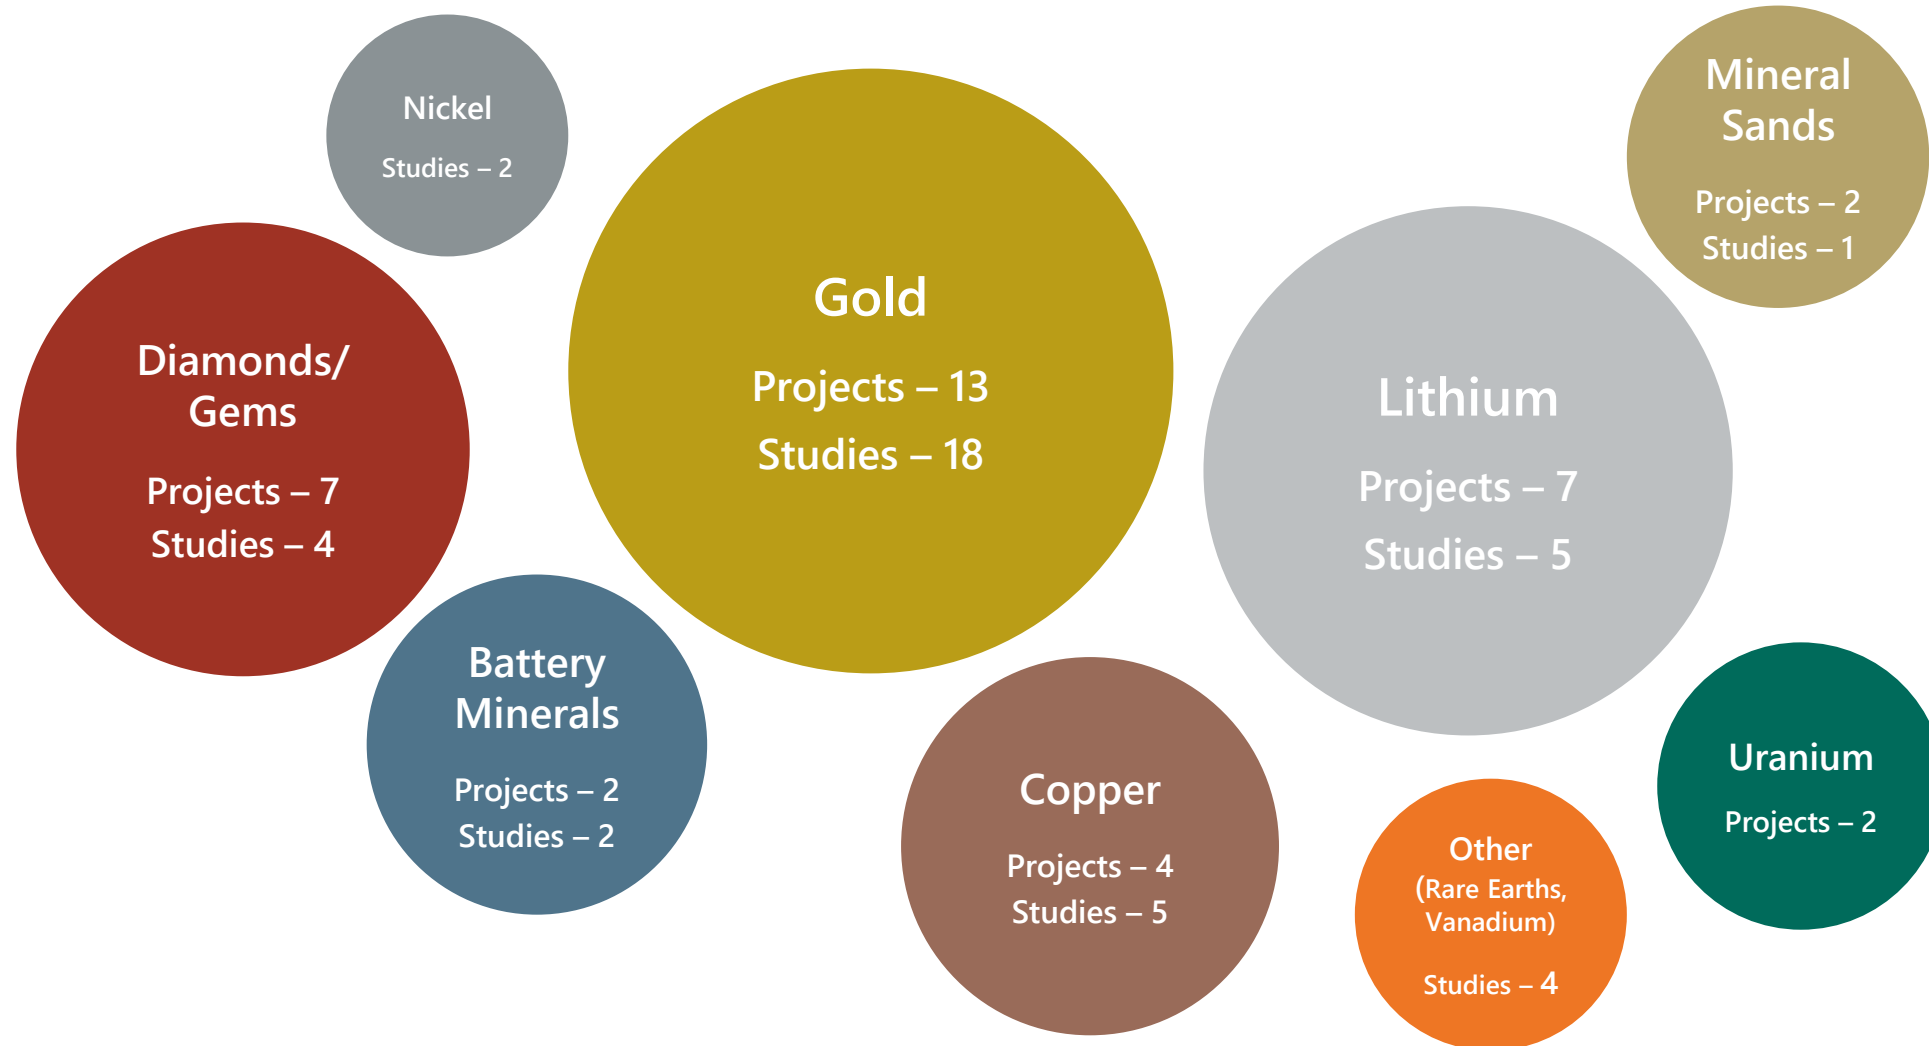 Nickel
Studies – 2
Mineral
Sands
Projects – 2
Studies – 1
Gold
Projects – 13
Studies – 18
Diamonds/
Gems
Projects – 7
Studies – 4
Lithium
Projects – 7
Studies – 5
Battery
Minerals
Projects – 2
Studies – 2
Copper
Projects – 4
Studies – 5
Uranium
Projects – 2
Other
(Rare Earths,
Vanadium)
Studies – 4